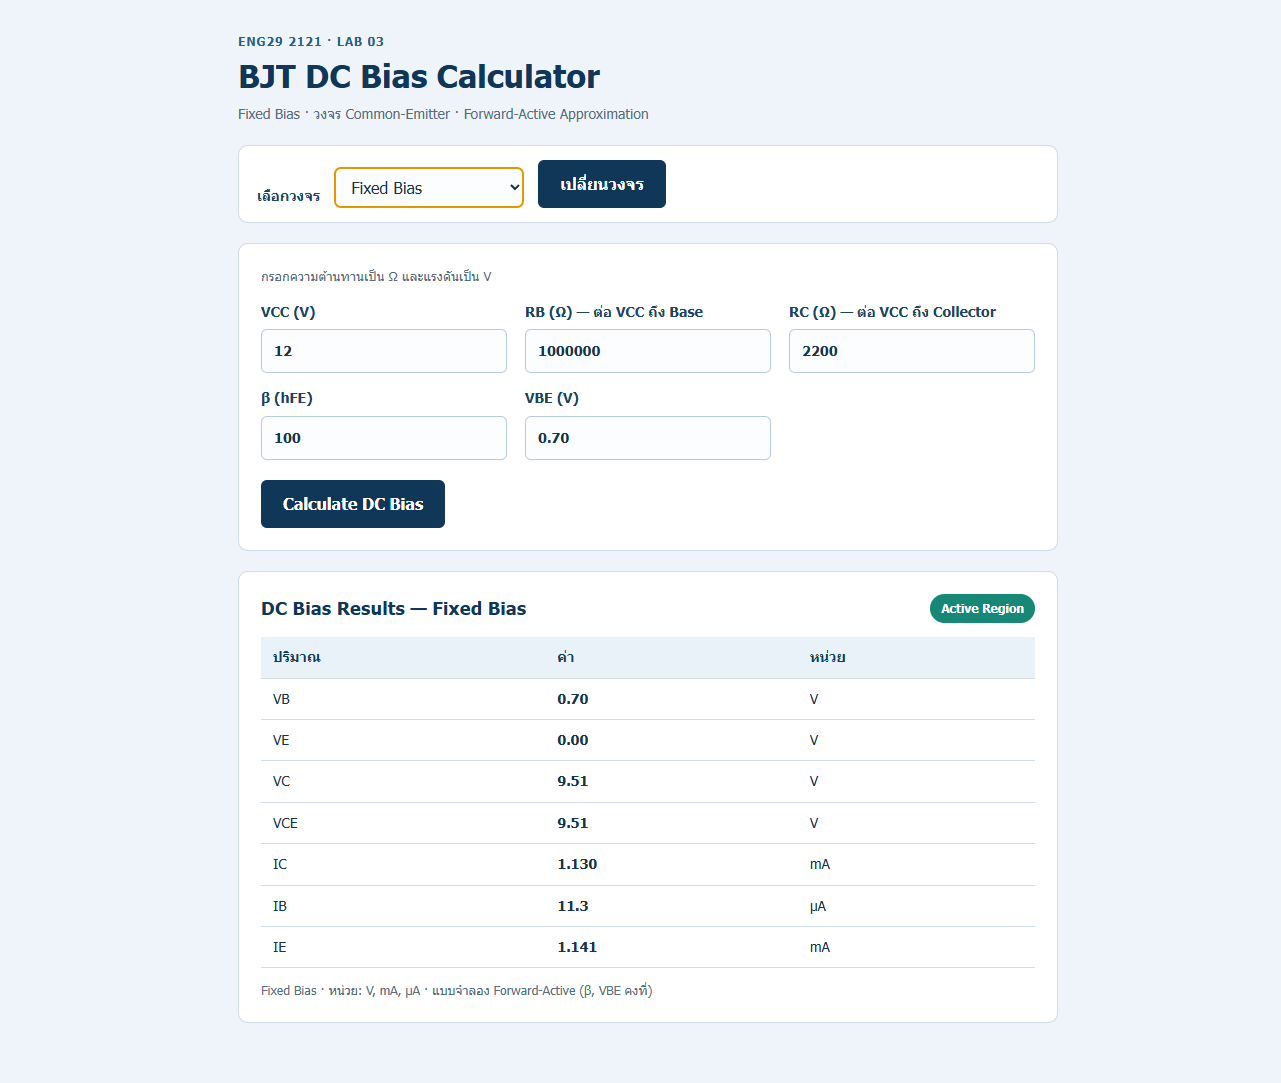 ENG29 2121 · LAB 03
BJT DC Bias Calculator
Fixed Bias · วงจร Common-Emitter · Forward-Active Approximation
เลือกวงจร Fixed Bias เปลี่ยนวงจร
กรอกความต้านทานเป็น Ω และแรงดันเป็น V
VCC (V) RB (Ω) — ต่อ VCC ถึง Base RC (Ω) — ต่อ VCC ถึง Collector
12 1000000 2200
β (hFE) VBE (V)
100 0.70
Calculate DC Bias
DC Bias Results — Fixed Bias Active Region
ปริมาณ ค่า หน่วย
VB 0.70 V
VE 0.00 V
VC 9.51 V
VCE 9.51 V
IC 1.130 mA
IB 11.3 μA
IE 1.141 mA
Fixed Bias · หน่วย: V, mA, μA · แบบจำลอง Forward-Active (β, VBE คงที่)